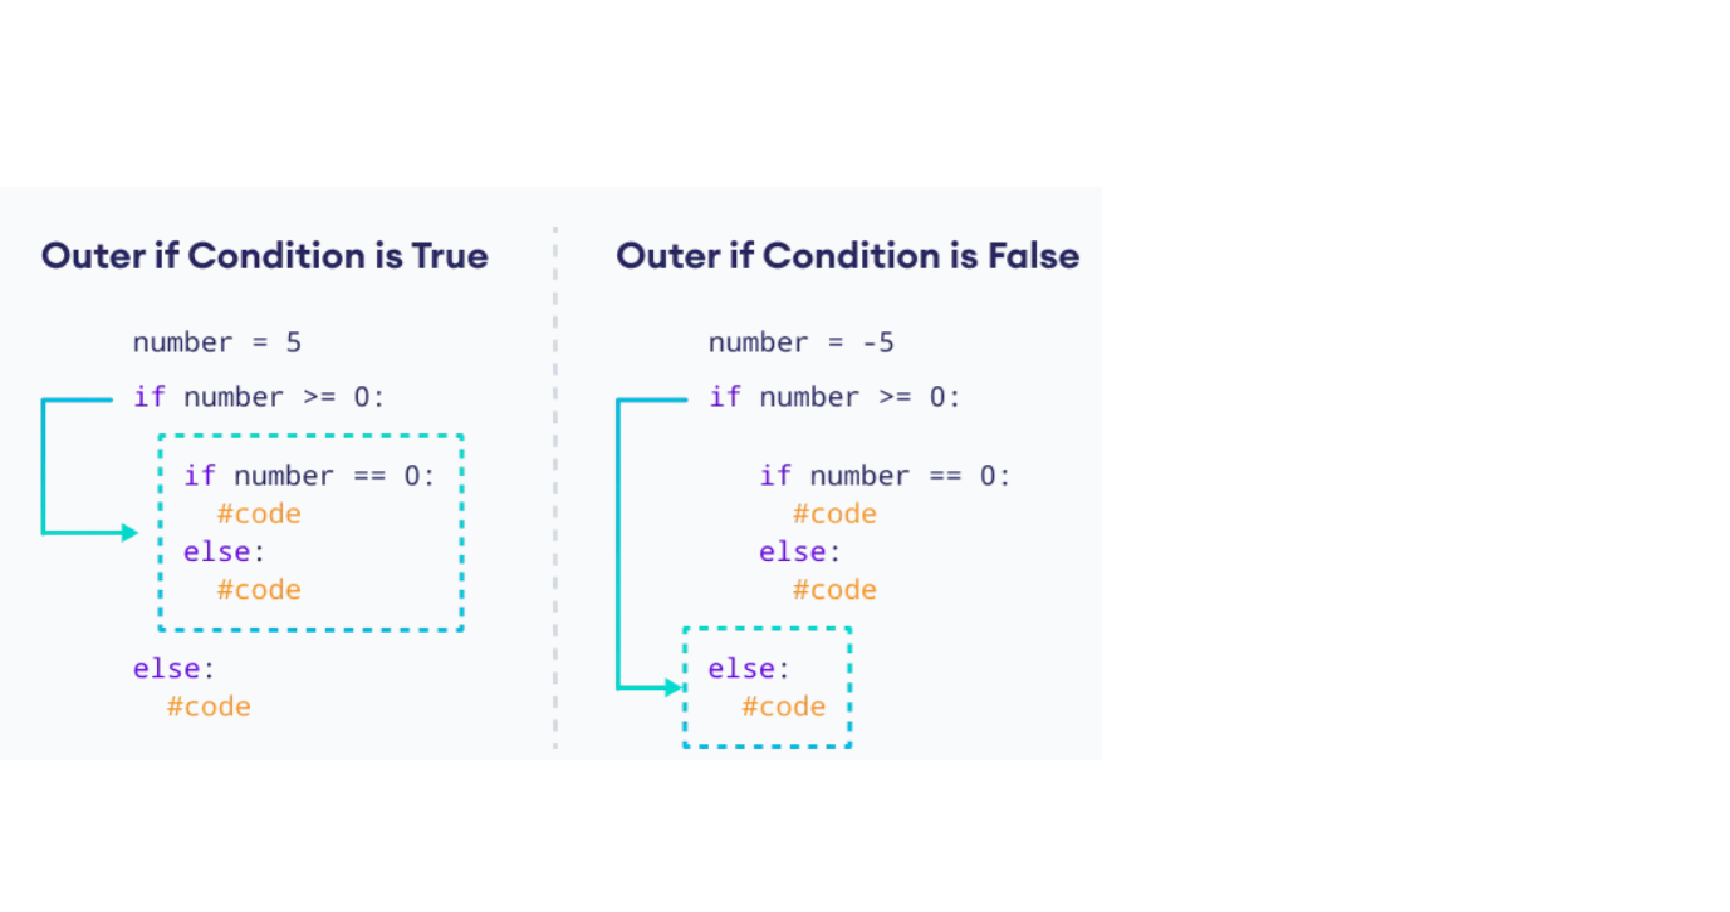 Outer if Condition is True
number = 5
if number >= 0:
if number == 0:
#code
else:
#code
else:
#code
Outer if Condition is False
number = -5
if number >= 0:
if number == 0:
#code
else:
#code
else:
#code